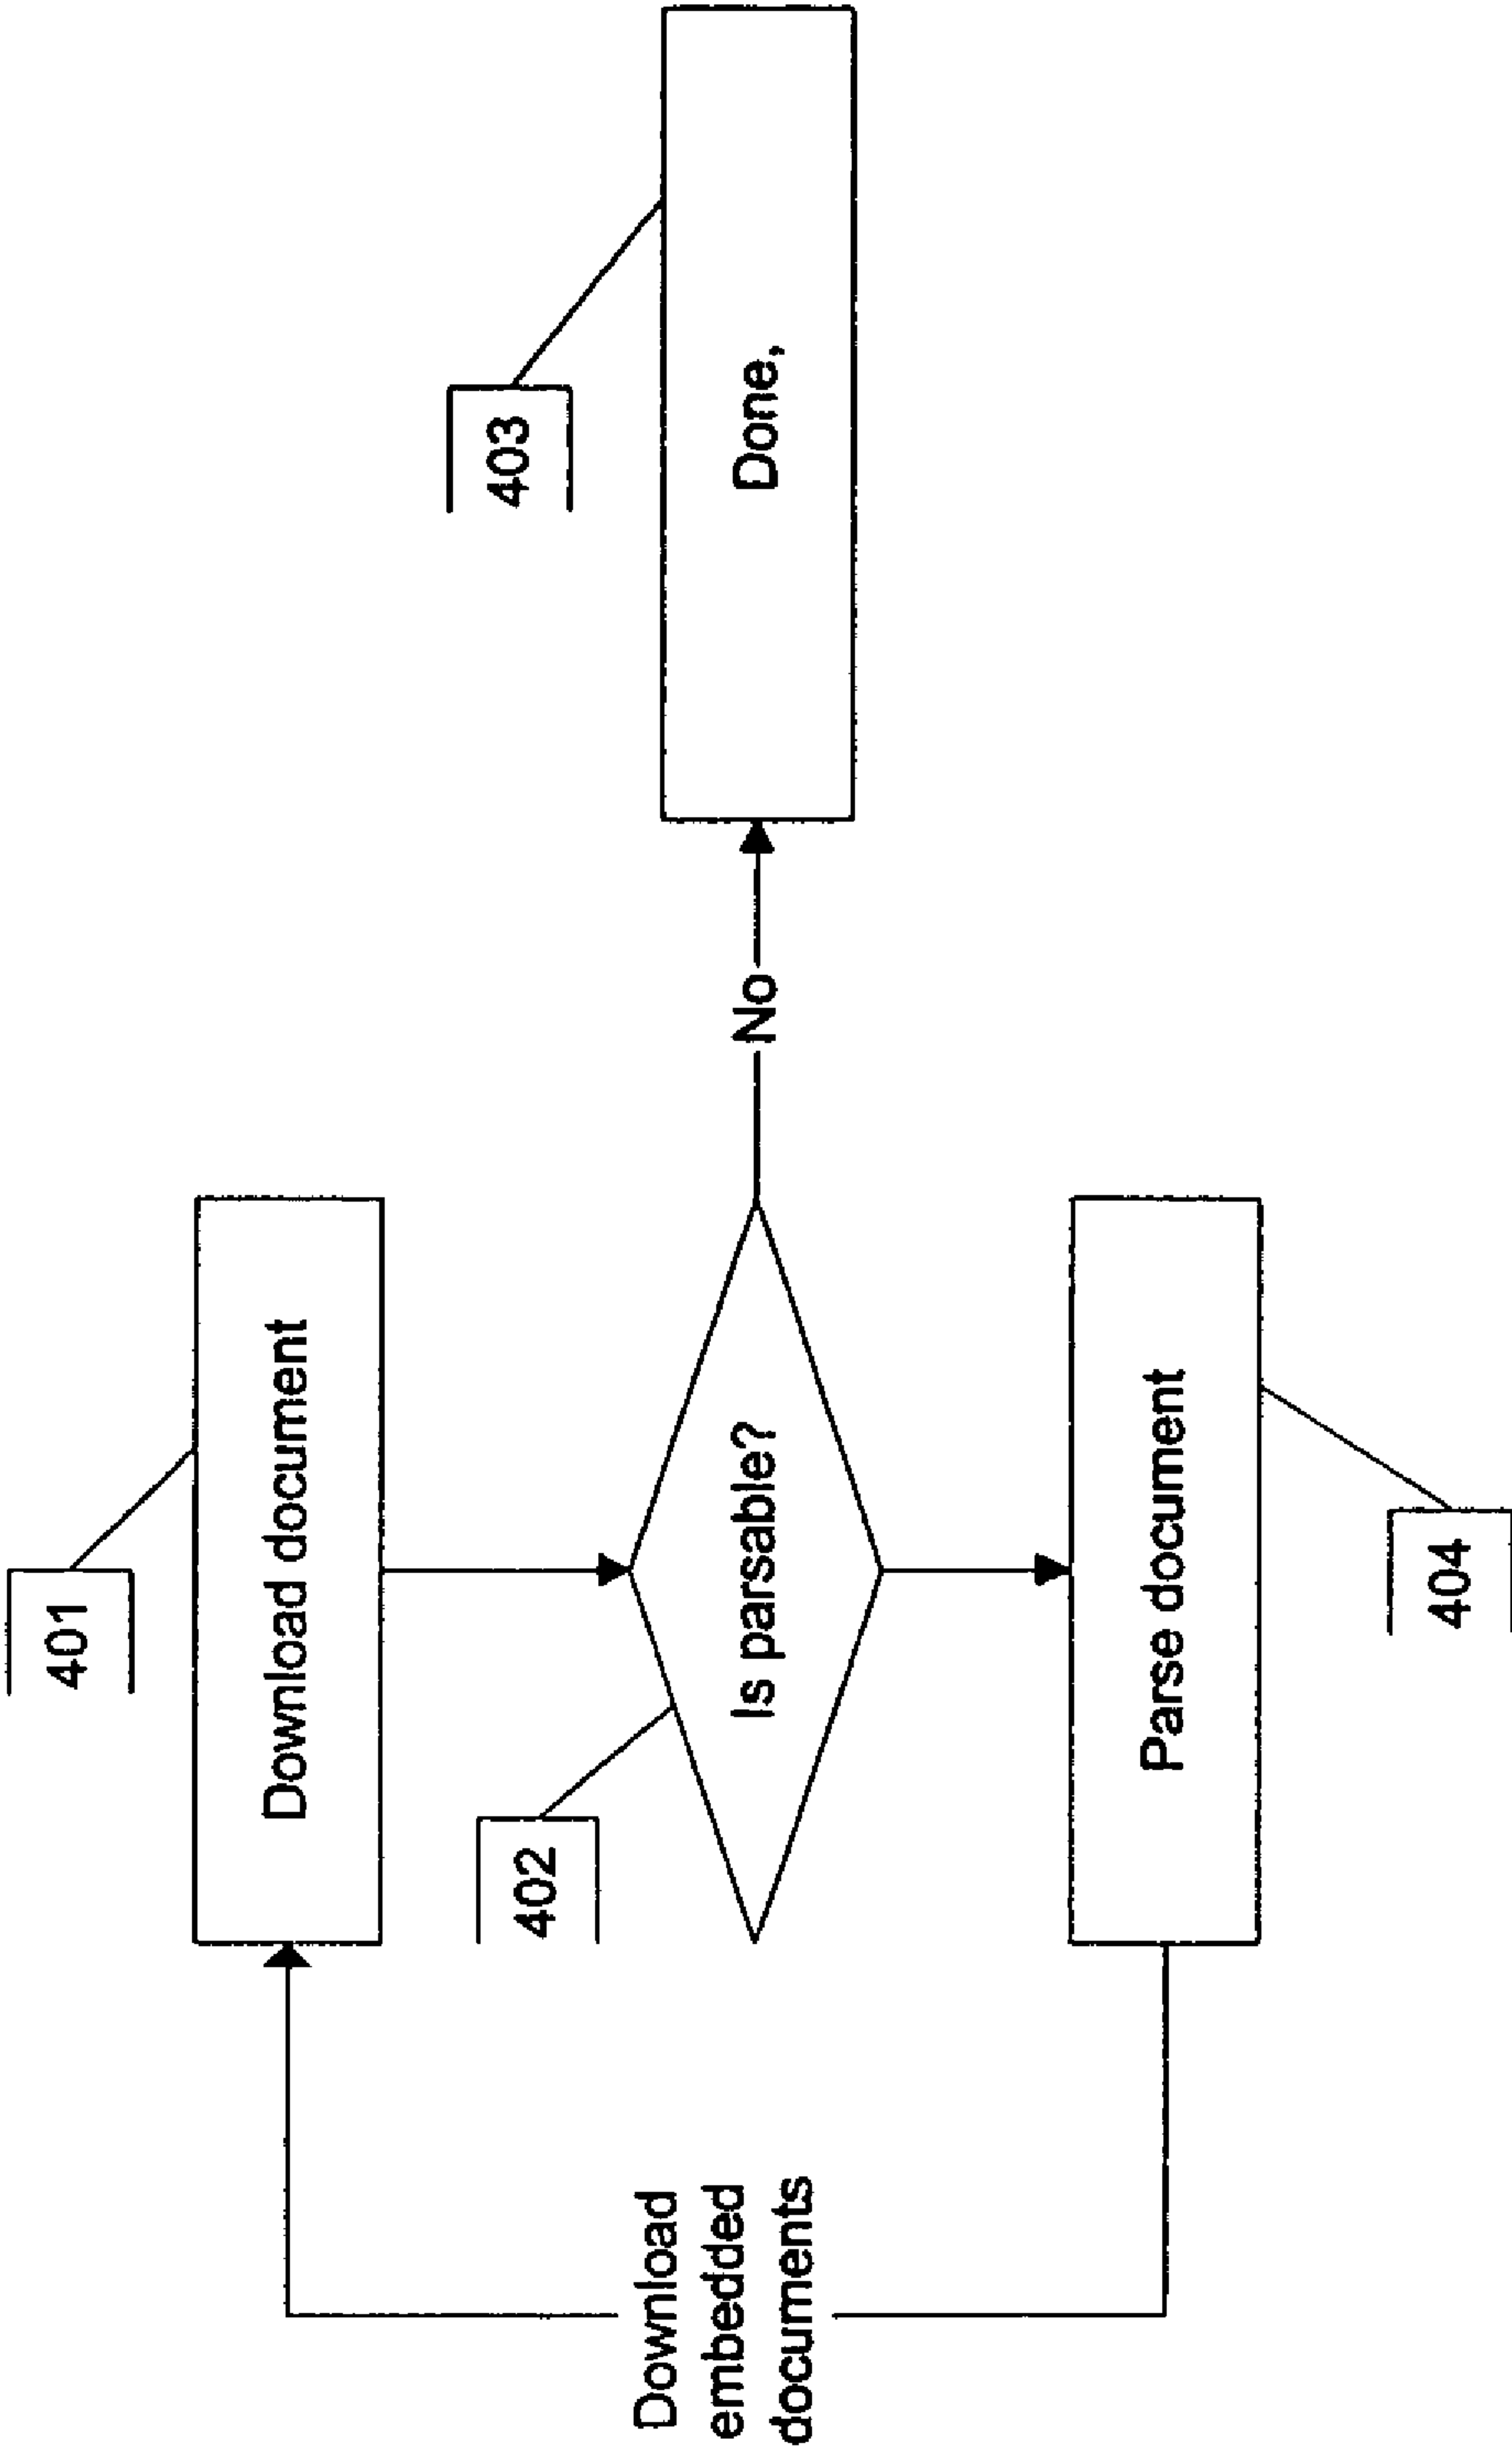 401
Download document
402
Is parsable?
No
403
Done,
Parse document
404
Download
embedded
documents